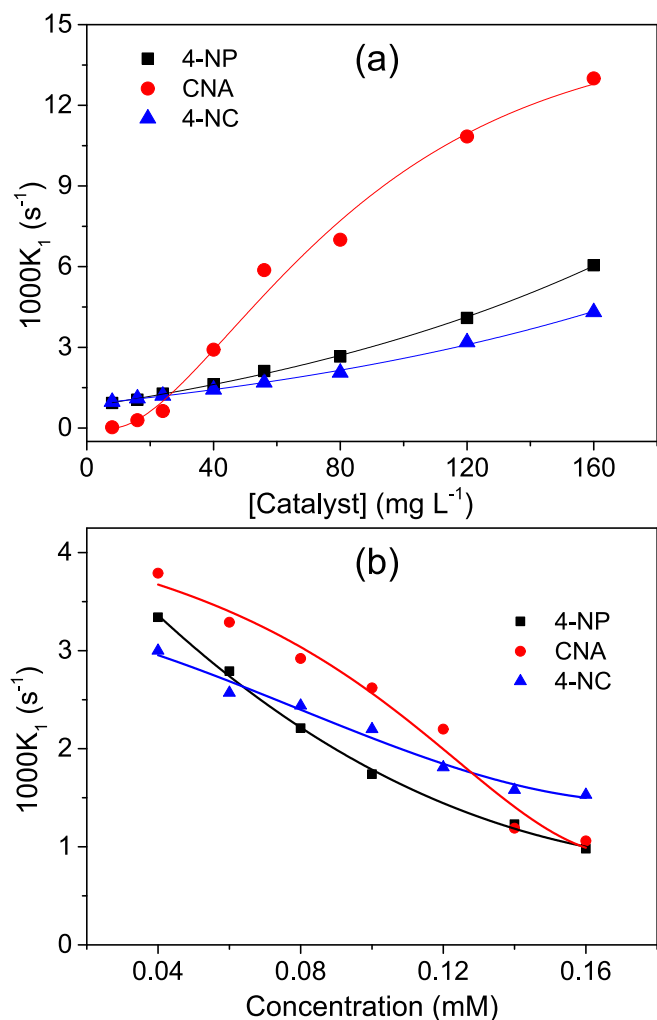 (a)
4-NP
CNA
4-NC
1000K₁ (s⁻¹)
15
12
9
6
3
0
0 40 80 120 160
[Catalyst] (mg L⁻¹)
(b)
4-NP
CNA
4-NC
1000K₁ (s⁻¹)
4
3
2
1
0
0.04 0.08 0.12 0.16
Concentration (mM)